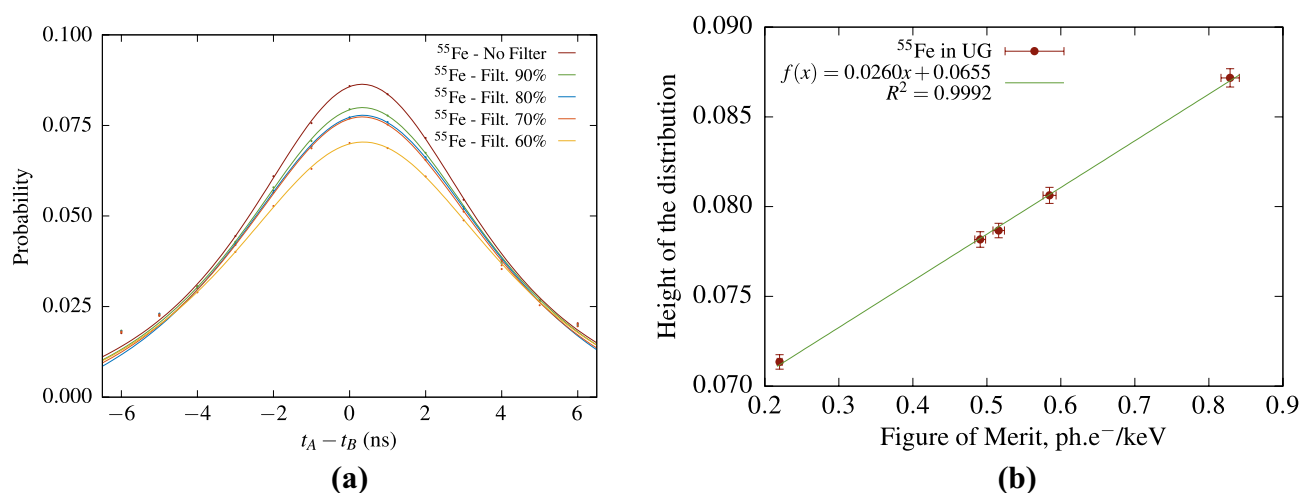 0.100
0.075
0.050
0.025
0.000
Probability
⁵⁵Fe - No Filter
⁵⁵Fe - Filt. 90%
⁵⁵Fe - Filt. 80%
⁵⁵Fe - Filt. 70%
⁵⁵Fe - Filt. 60%
−6 −4 −2 0 2 4 6
t_A − t_B (ns)
(a)
0.090
0.085
0.080
0.075
0.070
Height of the distribution
⁵⁵Fe in UG
f(x) = 0.0260x + 0.0655
R² = 0.9992
0.2 0.3 0.4 0.5 0.6 0.7 0.8 0.9
Figure of Merit, ph.e⁻/keV
(b)